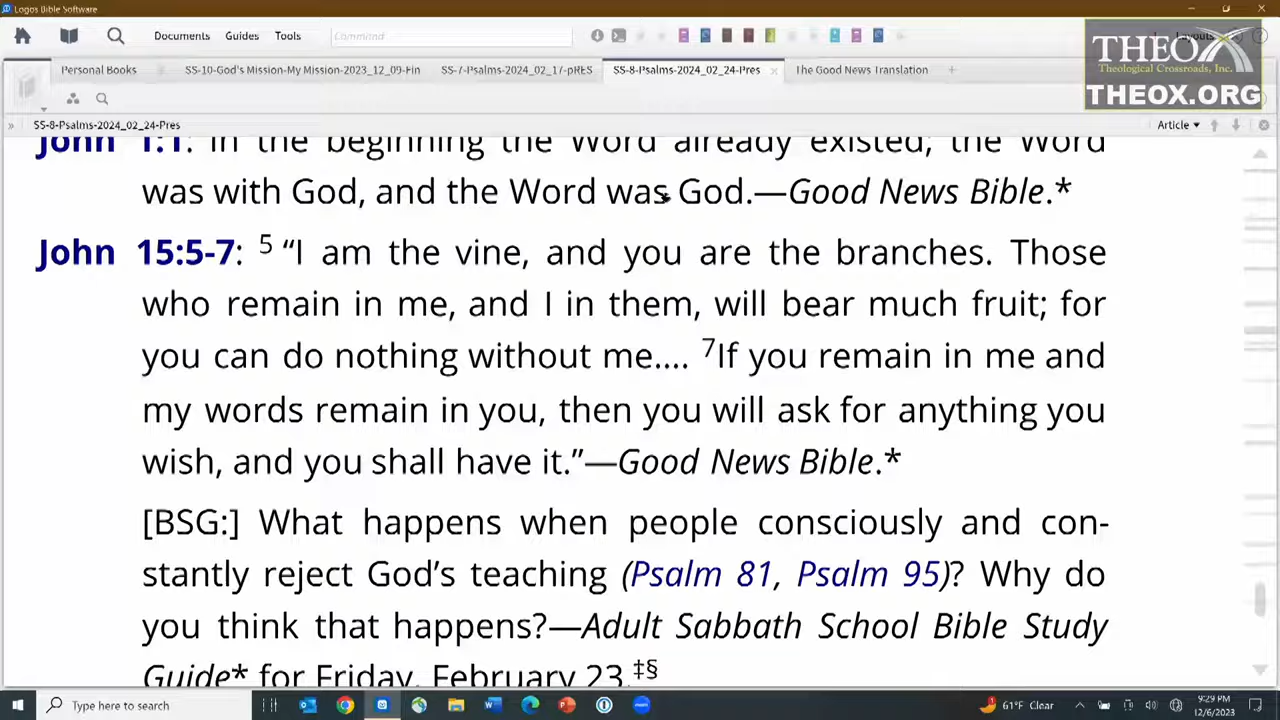 Logos Bible Software
Documents Guides Tools Command Layouts
THEOX
Theological Crossroads, Inc.
THEOX.ORG
Personal Books SS-10-God's Mission-My Mission-2023_12_09-Fin SS-8-Psalms-2024_02_24-Pres The Good News Translation
SS-8-Psalms-2024_02_24-Pres Article
John 1:1: In the beginning the Word already existed; the Word
was with God, and the Word was God.—Good News Bible.*
John 15:5-7: 5 “I am the vine, and you are the branches. Those
who remain in me, and I in them, will bear much fruit; for
you can do nothing without me.... 7If you remain in me and
my words remain in you, then you will ask for anything you
wish, and you shall have it.”—Good News Bible.*
[BSG:] What happens when people consciously and con-
stantly reject God’s teaching (Psalm 81, Psalm 95)? Why do
you think that happens?—Adult Sabbath School Bible Study
Guide* for Friday, February 23.‡§
Type here to search
61°F Clear
9:29 PM
12/6/2023